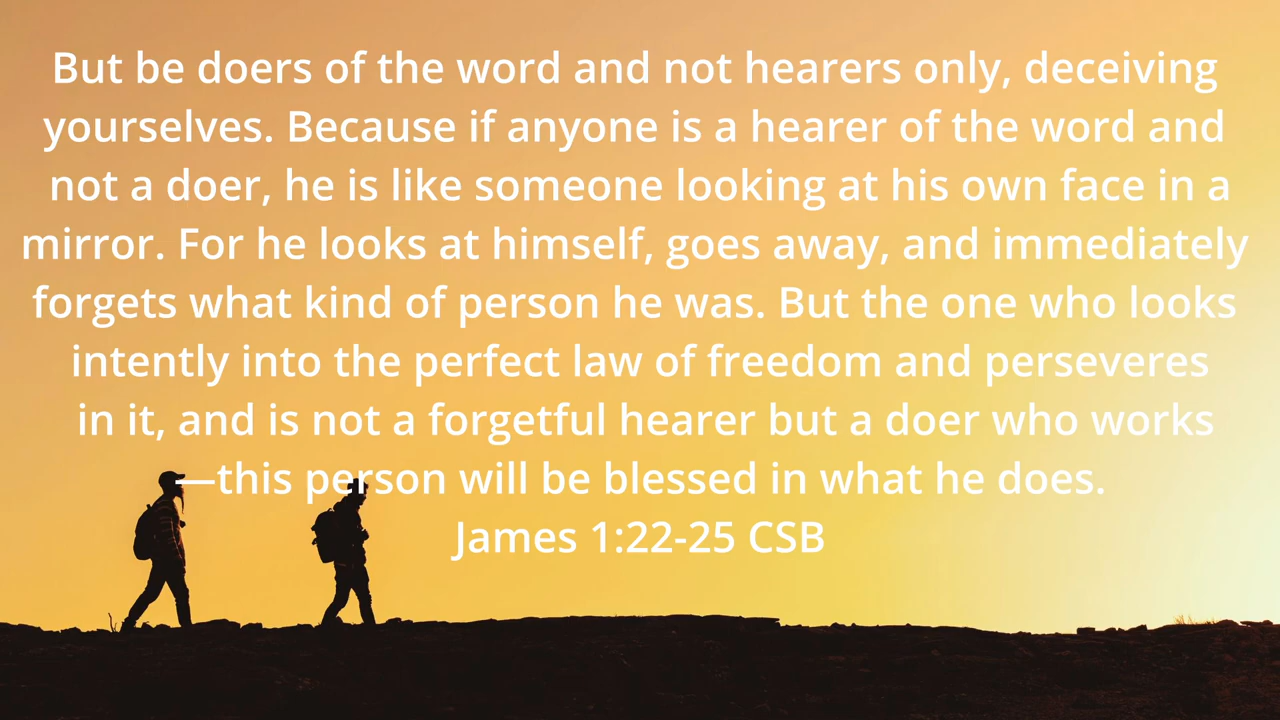 But be doers of the word and not hearers only, deceiving
yourselves. Because if anyone is a hearer of the word and
not a doer, he is like someone looking at his own face in a
mirror. For he looks at himself, goes away, and immediately
forgets what kind of person he was. But the one who looks
intently into the perfect law of freedom and perseveres
in it, and is not a forgetful hearer but a doer who works
—this person will be blessed in what he does.
James 1:22-25 CSB